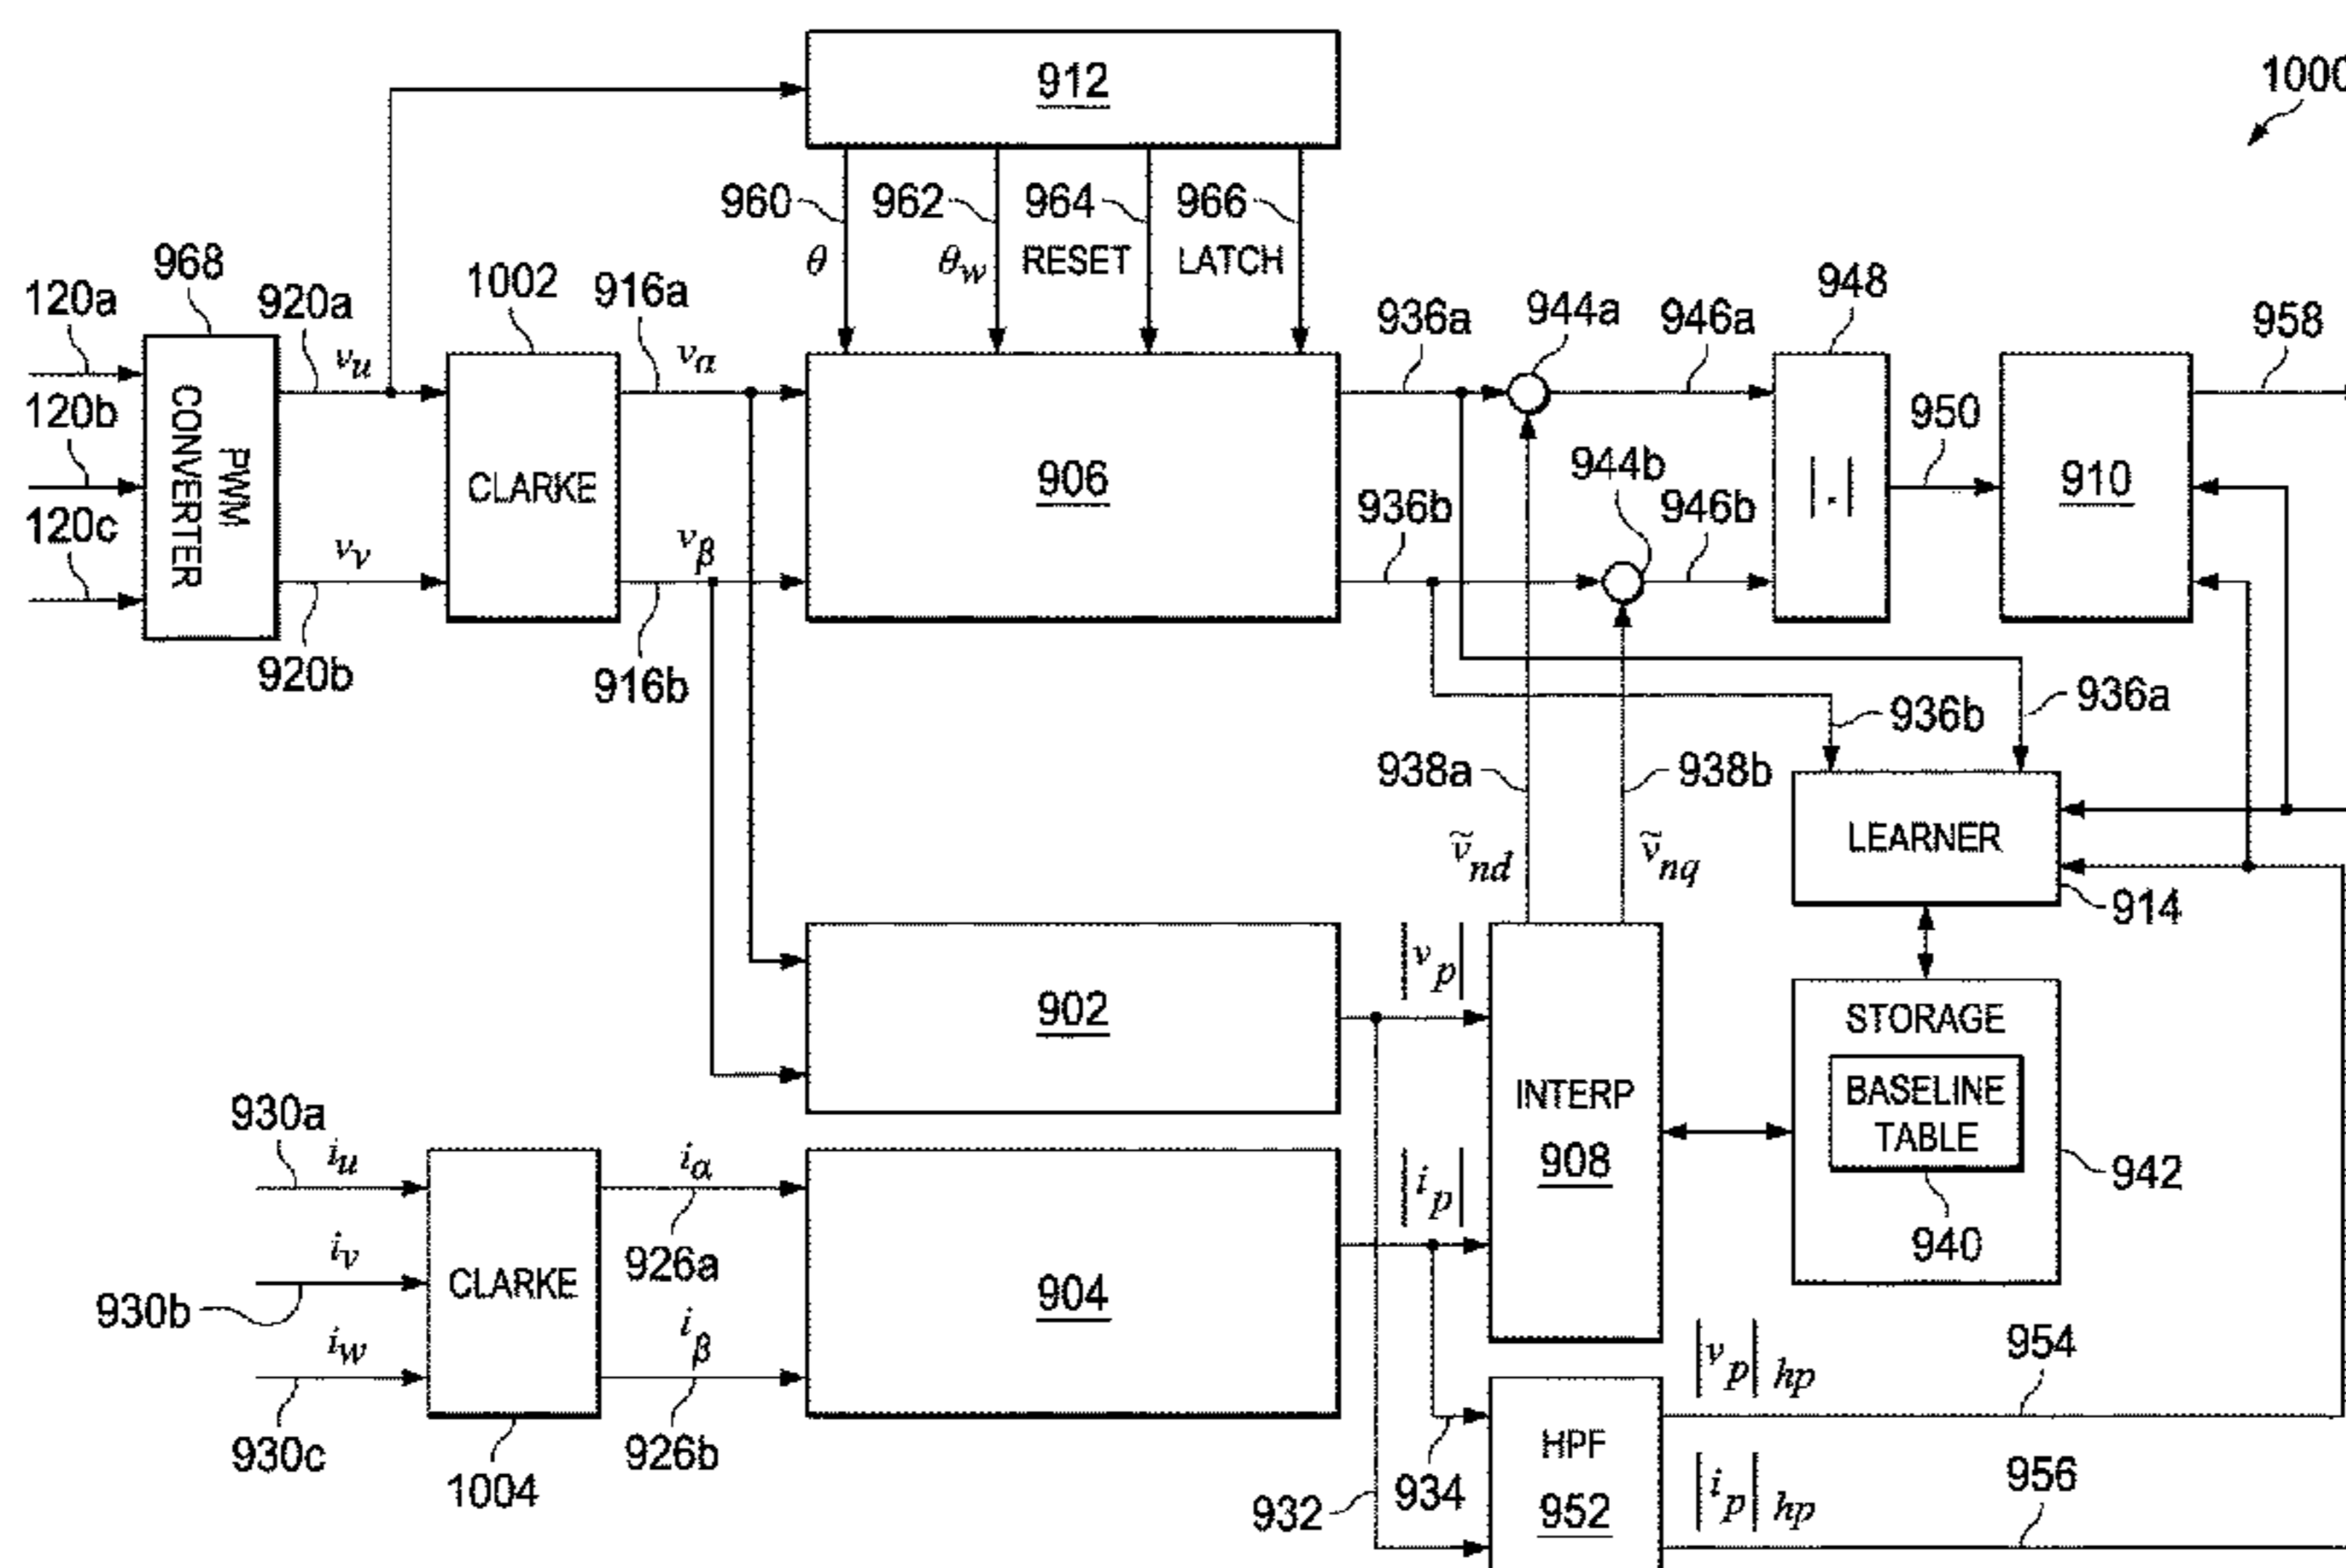 912
1000
960
962
964
966
θ
θw
RESET
LATCH
968
120a
120b
120c
PWM CONVERTER
920a
vu
vv
920b
1002
CLARKE
916a
vα
vβ
916b
906
936a
936b
944a
944b
946a
946b
948
|.|
950
910
958
936b
936a
938a
938b
ṽnd
ṽnq
LEARNER
914
902
|vp|
INTERP
908
|ip|
STORAGE
BASELINE
TABLE
940
942
930a
iu
iv
930b
iw
930c
CLARKE
1004
iα
926a
iβ
926b
904
934
932
HPF
952
|vp|hp
954
|ip|hp
956